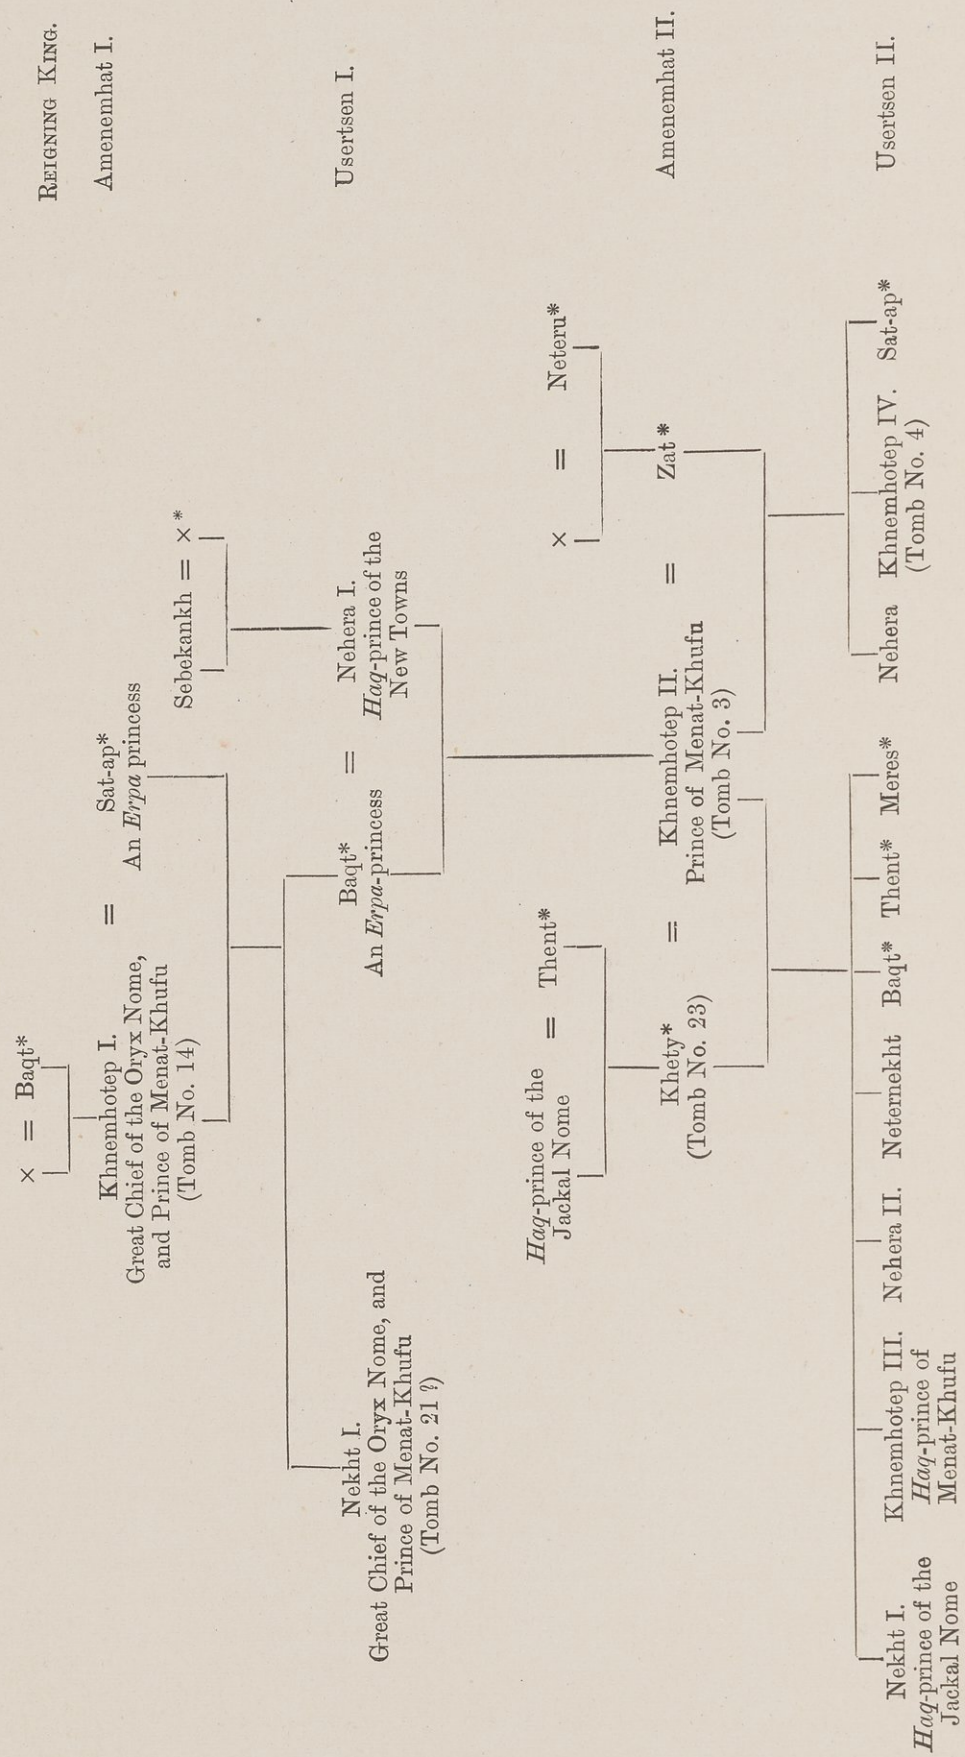 REIGNING KING.
× = Baqt*
Khnemhotep I. = Sat-ap* Amenemhat I.
Great Chief of the Oryx Nome, An Erpa princess
and Prince of Menat-Khufu
(Tomb No. 14)
Sebekankh = ×*
Nekht I. Baqt* = Nehera I. Usertsen I.
Great Chief of the Oryx Nome, and An Erpa-princess Haq-prince of the
Prince of Menat-Khufu New Towns
(Tomb No. 21 ?)
Haq-prince of the = Thent* × = Neteru*
Jackal Nome
Khety* = Khnemhotep II. = Zat* Amenemhat II.
(Tomb No. 23) Prince of Menat-Khufu
(Tomb No. 3)
Nekht I. Khnemhotep III. Nehera II. Neternekht Baqt* Thent* Meres* Nehera Khnemhotep IV. Sat-ap* Usertsen II.
Haq-prince of the Haq-prince of (Tomb No. 4)
Jackal Nome Menat-Khufu